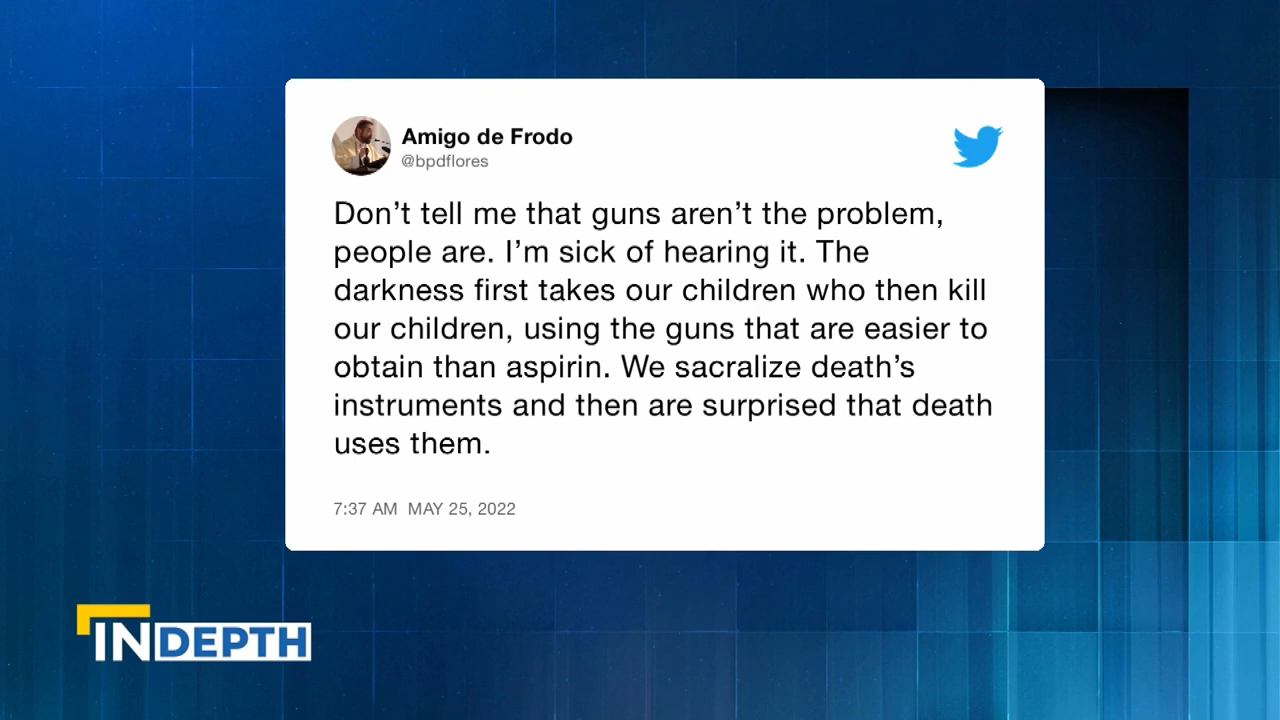 Amigo de Frodo
@bpdflores
Don’t tell me that guns aren’t the problem,
people are. I’m sick of hearing it. The
darkness first takes our children who then kill
our children, using the guns that are easier to
obtain than aspirin. We sacralize death’s
instruments and then are surprised that death
uses them.
7:37 AM  MAY 25, 2022
INDEPTH